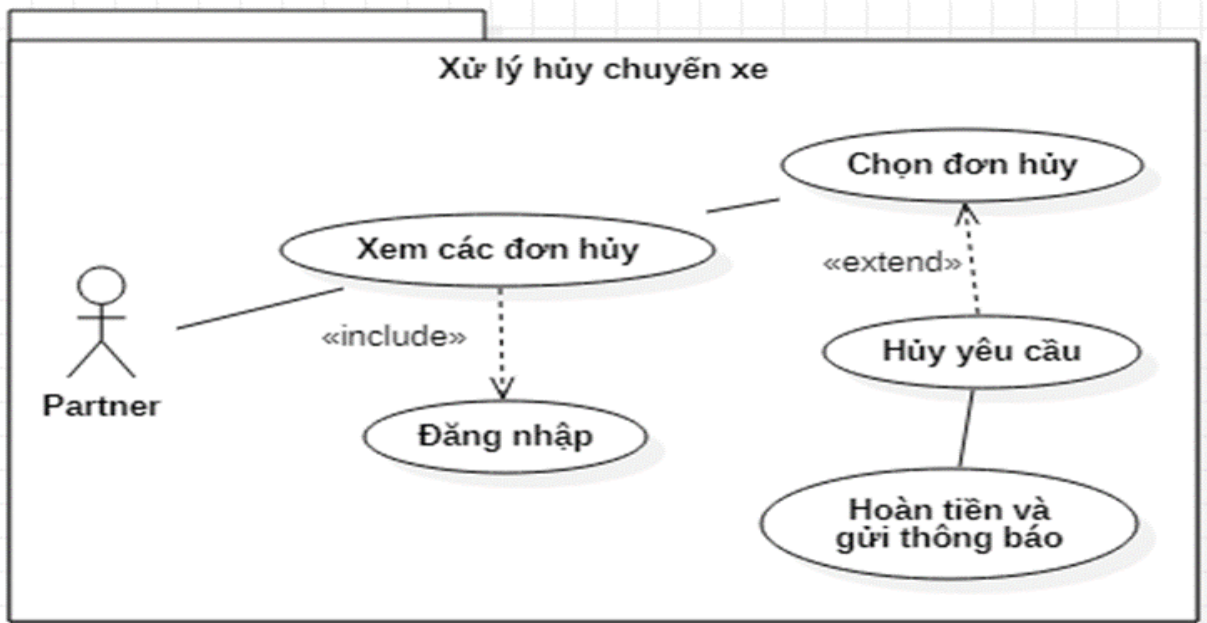 Xử lý hủy chuyến xe
Chọn đơn hủy
Xem các đơn hủy
«extend»
«include»
Hủy yêu cầu
Partner
Đăng nhập
Hoàn tiền và
gửi thông báo